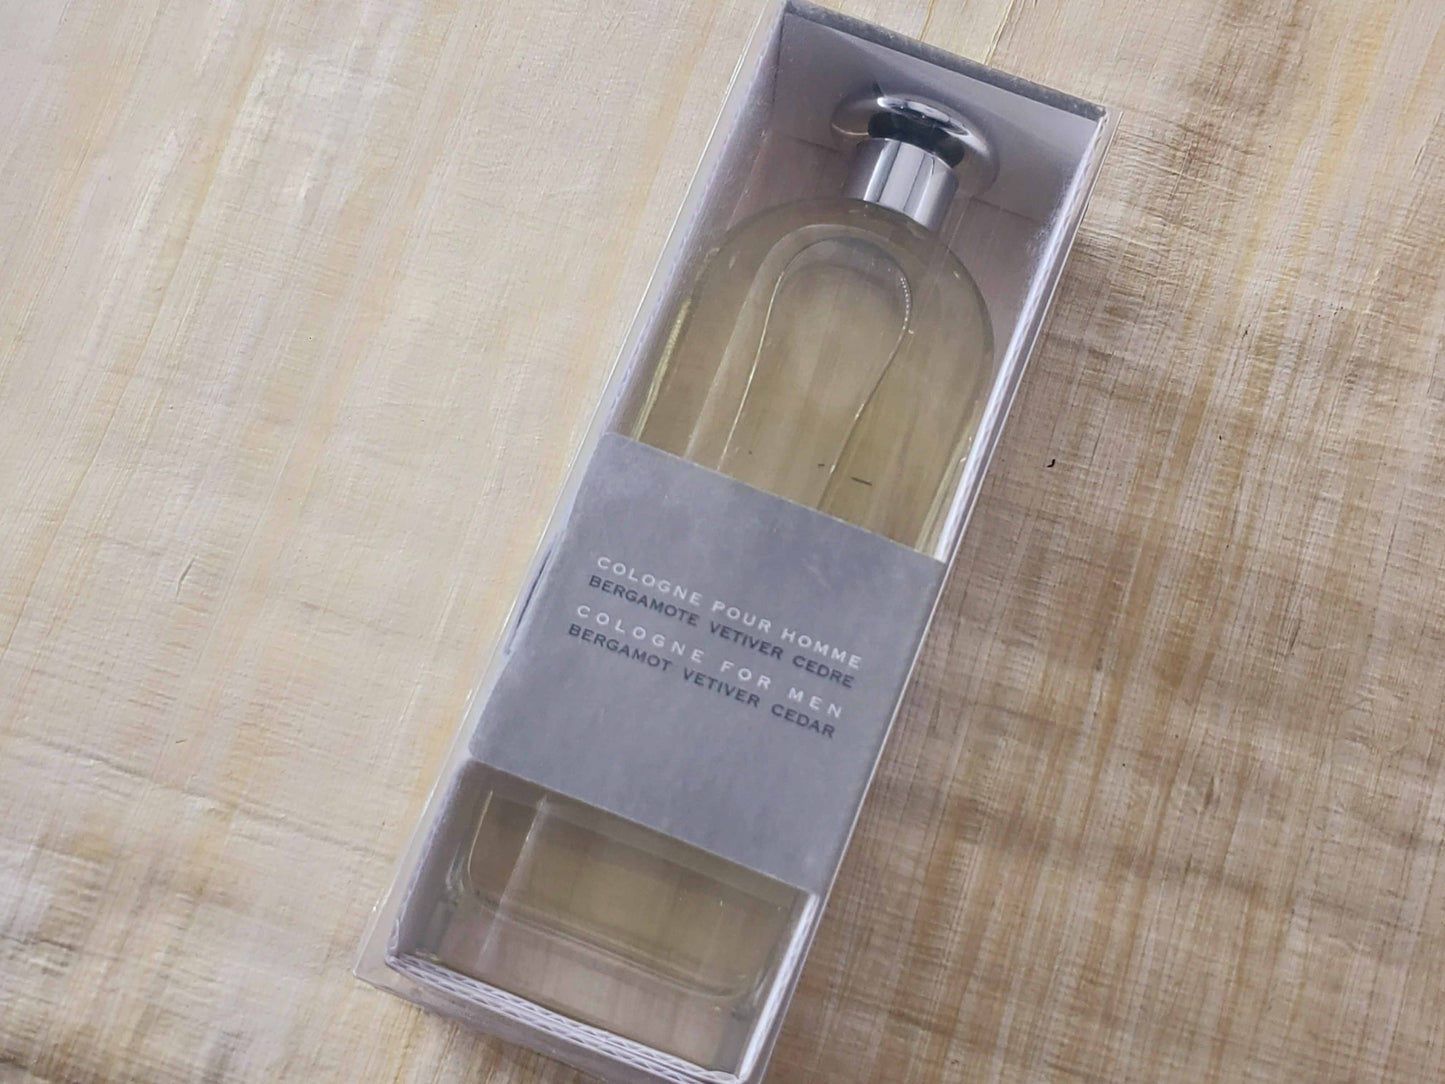 COLOGNE POUR HOMME
BERGAMOTE VETIVER CEDRE
COLOGNE FOR MEN
BERGAMOT VETIVER CEDAR